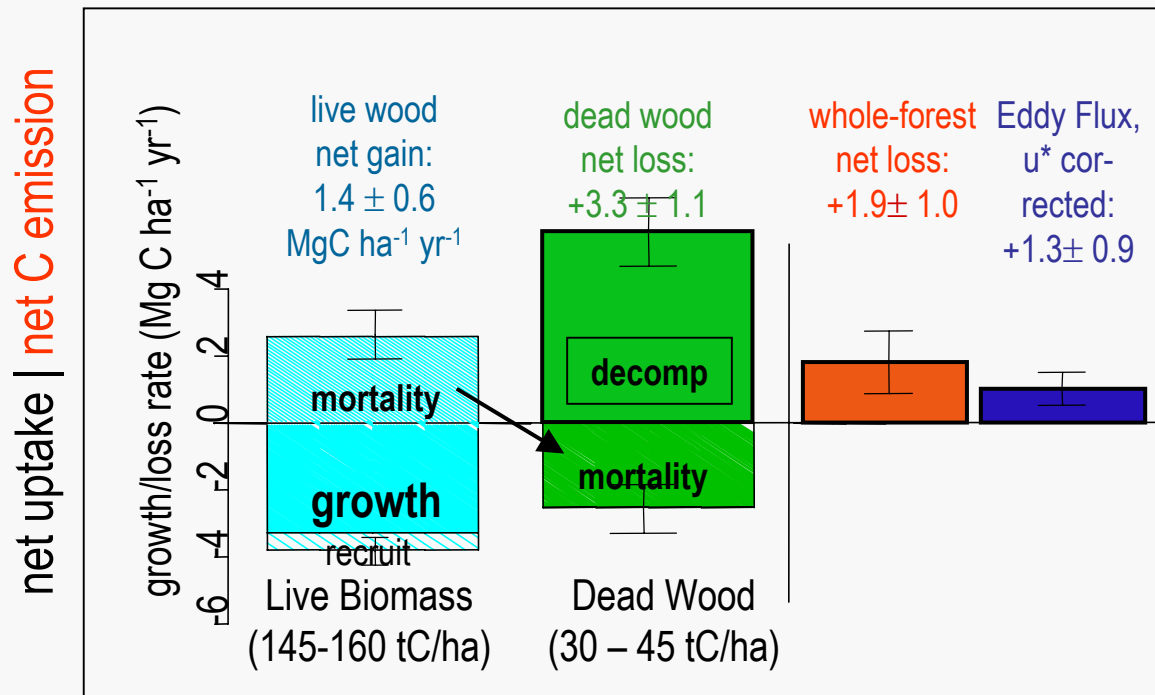 net uptake | net C emission
growth/loss rate (Mg C ha-1 yr-1)
4
2
0
-2
-4
-6
live wood
net gain:
1.4 ± 0.6
MgC ha-1 yr-1
dead wood
net loss:
+3.3 ± 1.1
whole-forest
net loss:
+1.9± 1.0
Eddy Flux,
u* cor-
rected:
+1.3± 0.9
mortality
growth
recruit
decomp
mortality
Live Biomass
(145-160 tC/ha)
Dead Wood
(30 – 45 tC/ha)